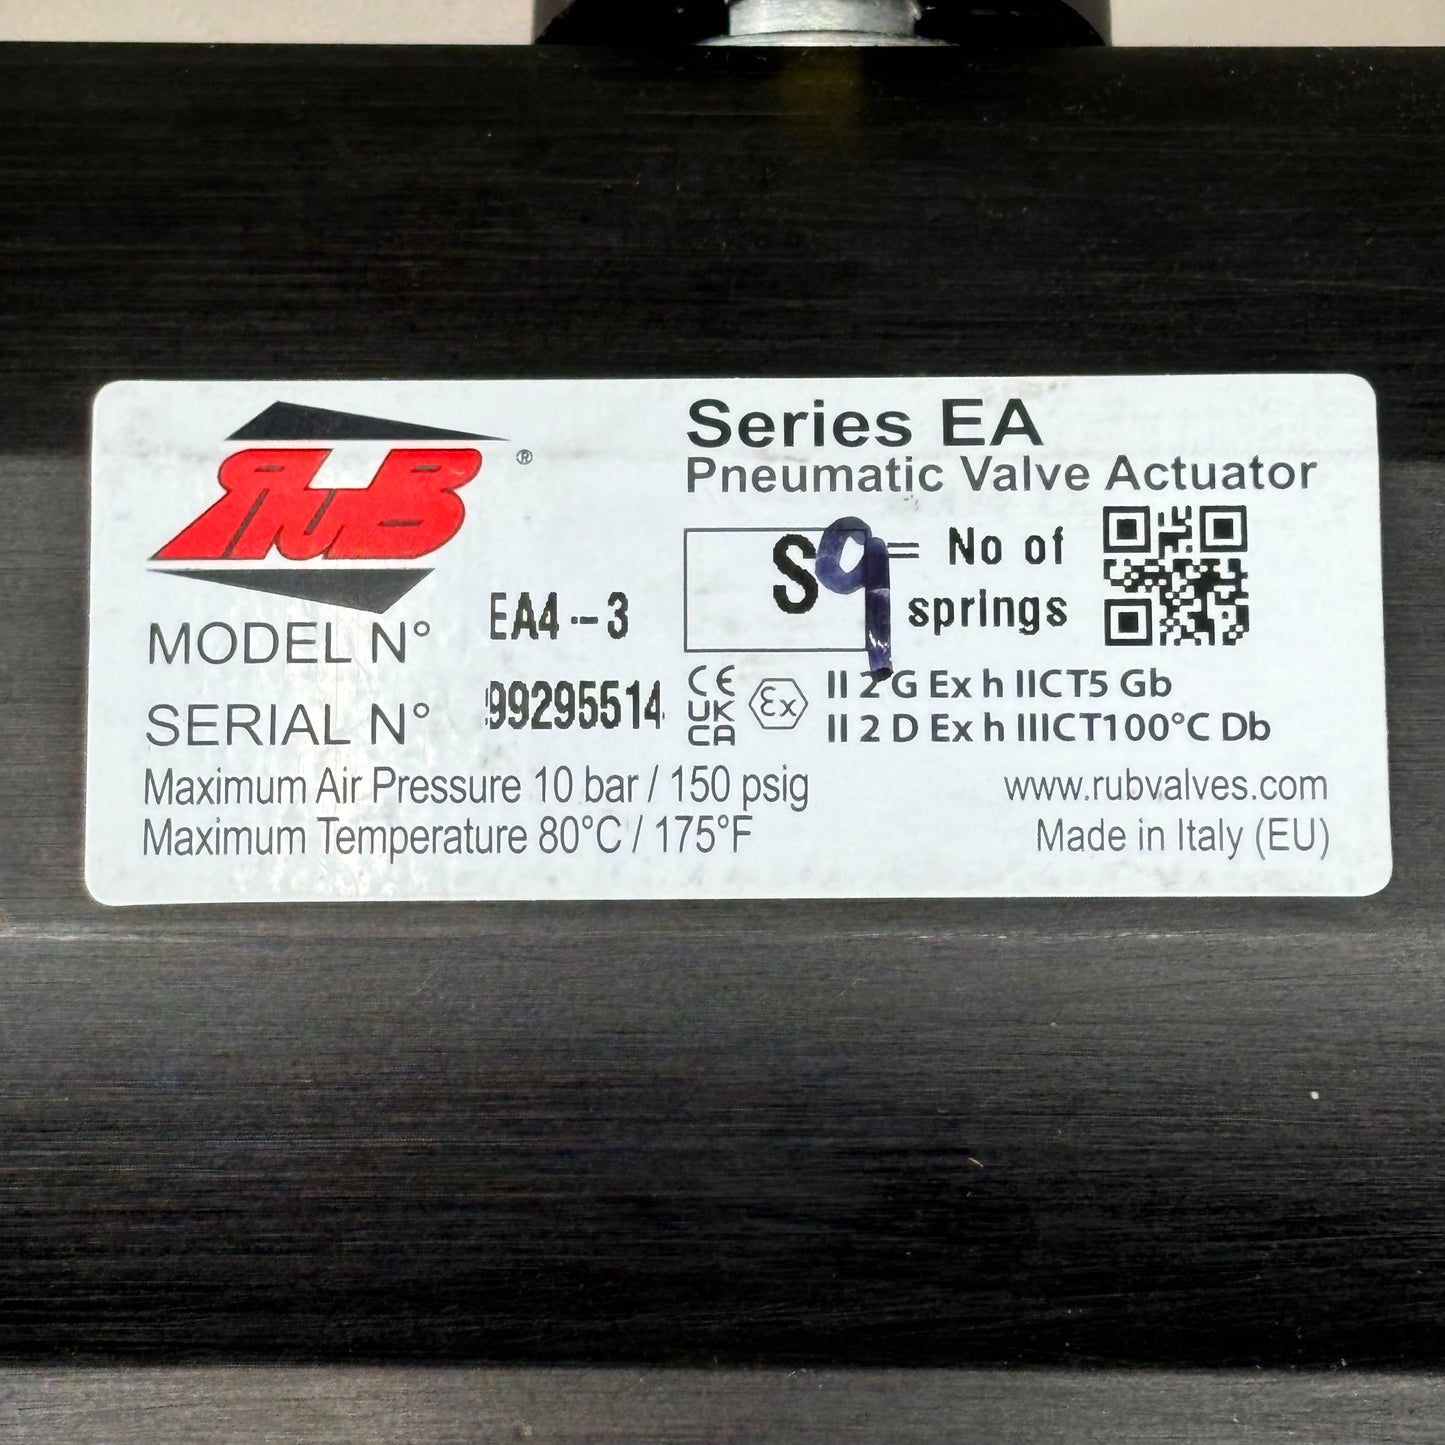 RUB®
Series EA
Pneumatic Valve Actuator
S9 = No of
springs
MODEL N° EA4-3
SERIAL N° 99295514
CE
UK
CA
Ex
II 2 G Ex h IICT5 Gb
II 2 D Ex h IIICT100°C Db
Maximum Air Pressure 10 bar / 150 psig
Maximum Temperature 80°C / 175°F
www.rubvalves.com
Made in Italy (EU)